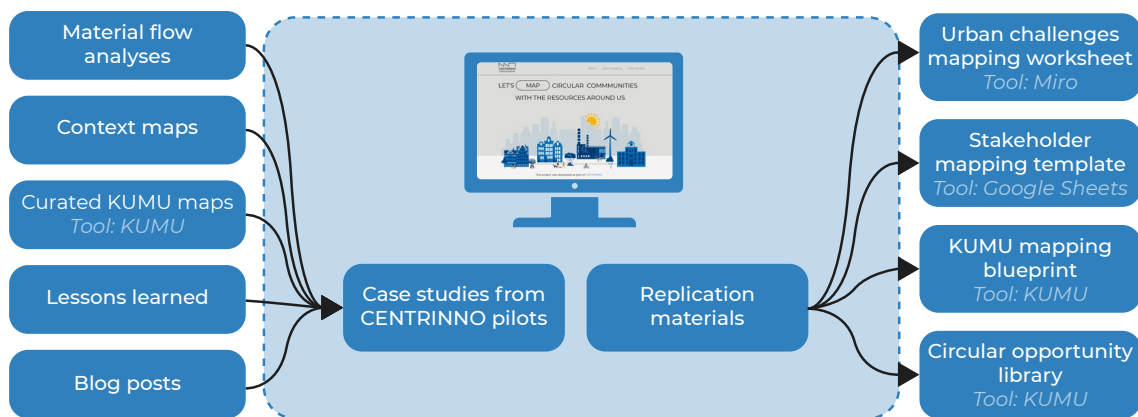 Material flow
analyses
Context maps
Curated KUMU maps
Tool: KUMU
Lessons learned
Blog posts
LET'S MAP CIRCULAR COMMMUNITIES
WITH THE RESOURCES AROUND US
Case studies from
CENTRINNO pilots
Replication
materials
Urban challenges
mapping worksheet
Tool: Miro
Stakeholder
mapping template
Tool: Google Sheets
KUMU mapping
blueprint
Tool: KUMU
Circular opportunity
library
Tool: KUMU